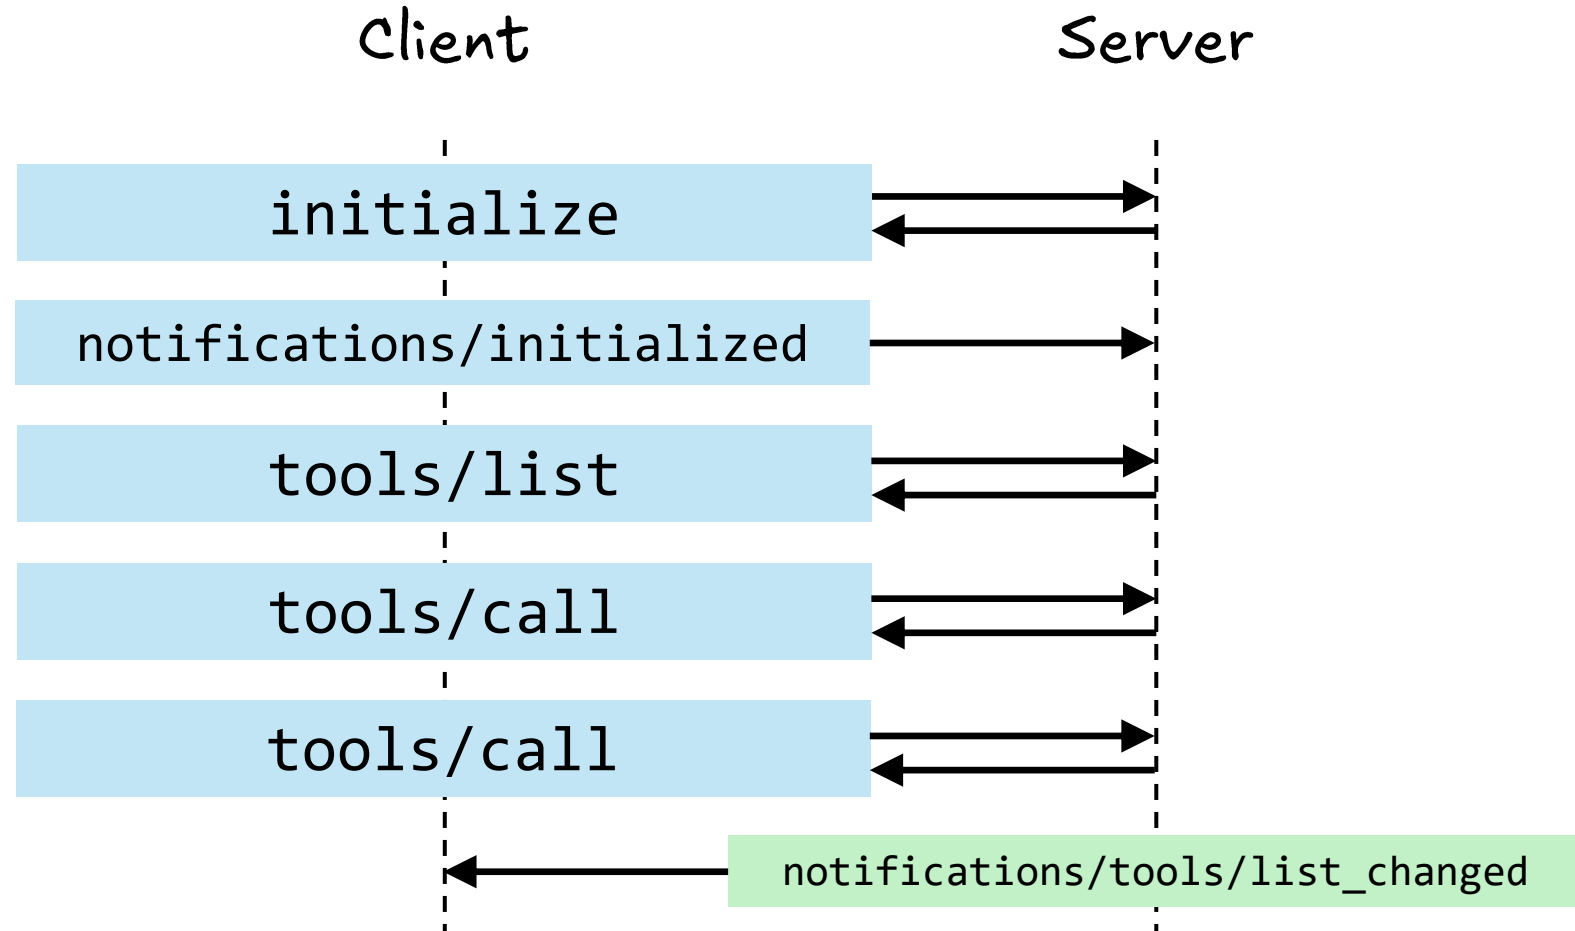 Client
Server
initialize
notifications/initialized
tools/list
tools/call
tools/call
notifications/tools/list_changed